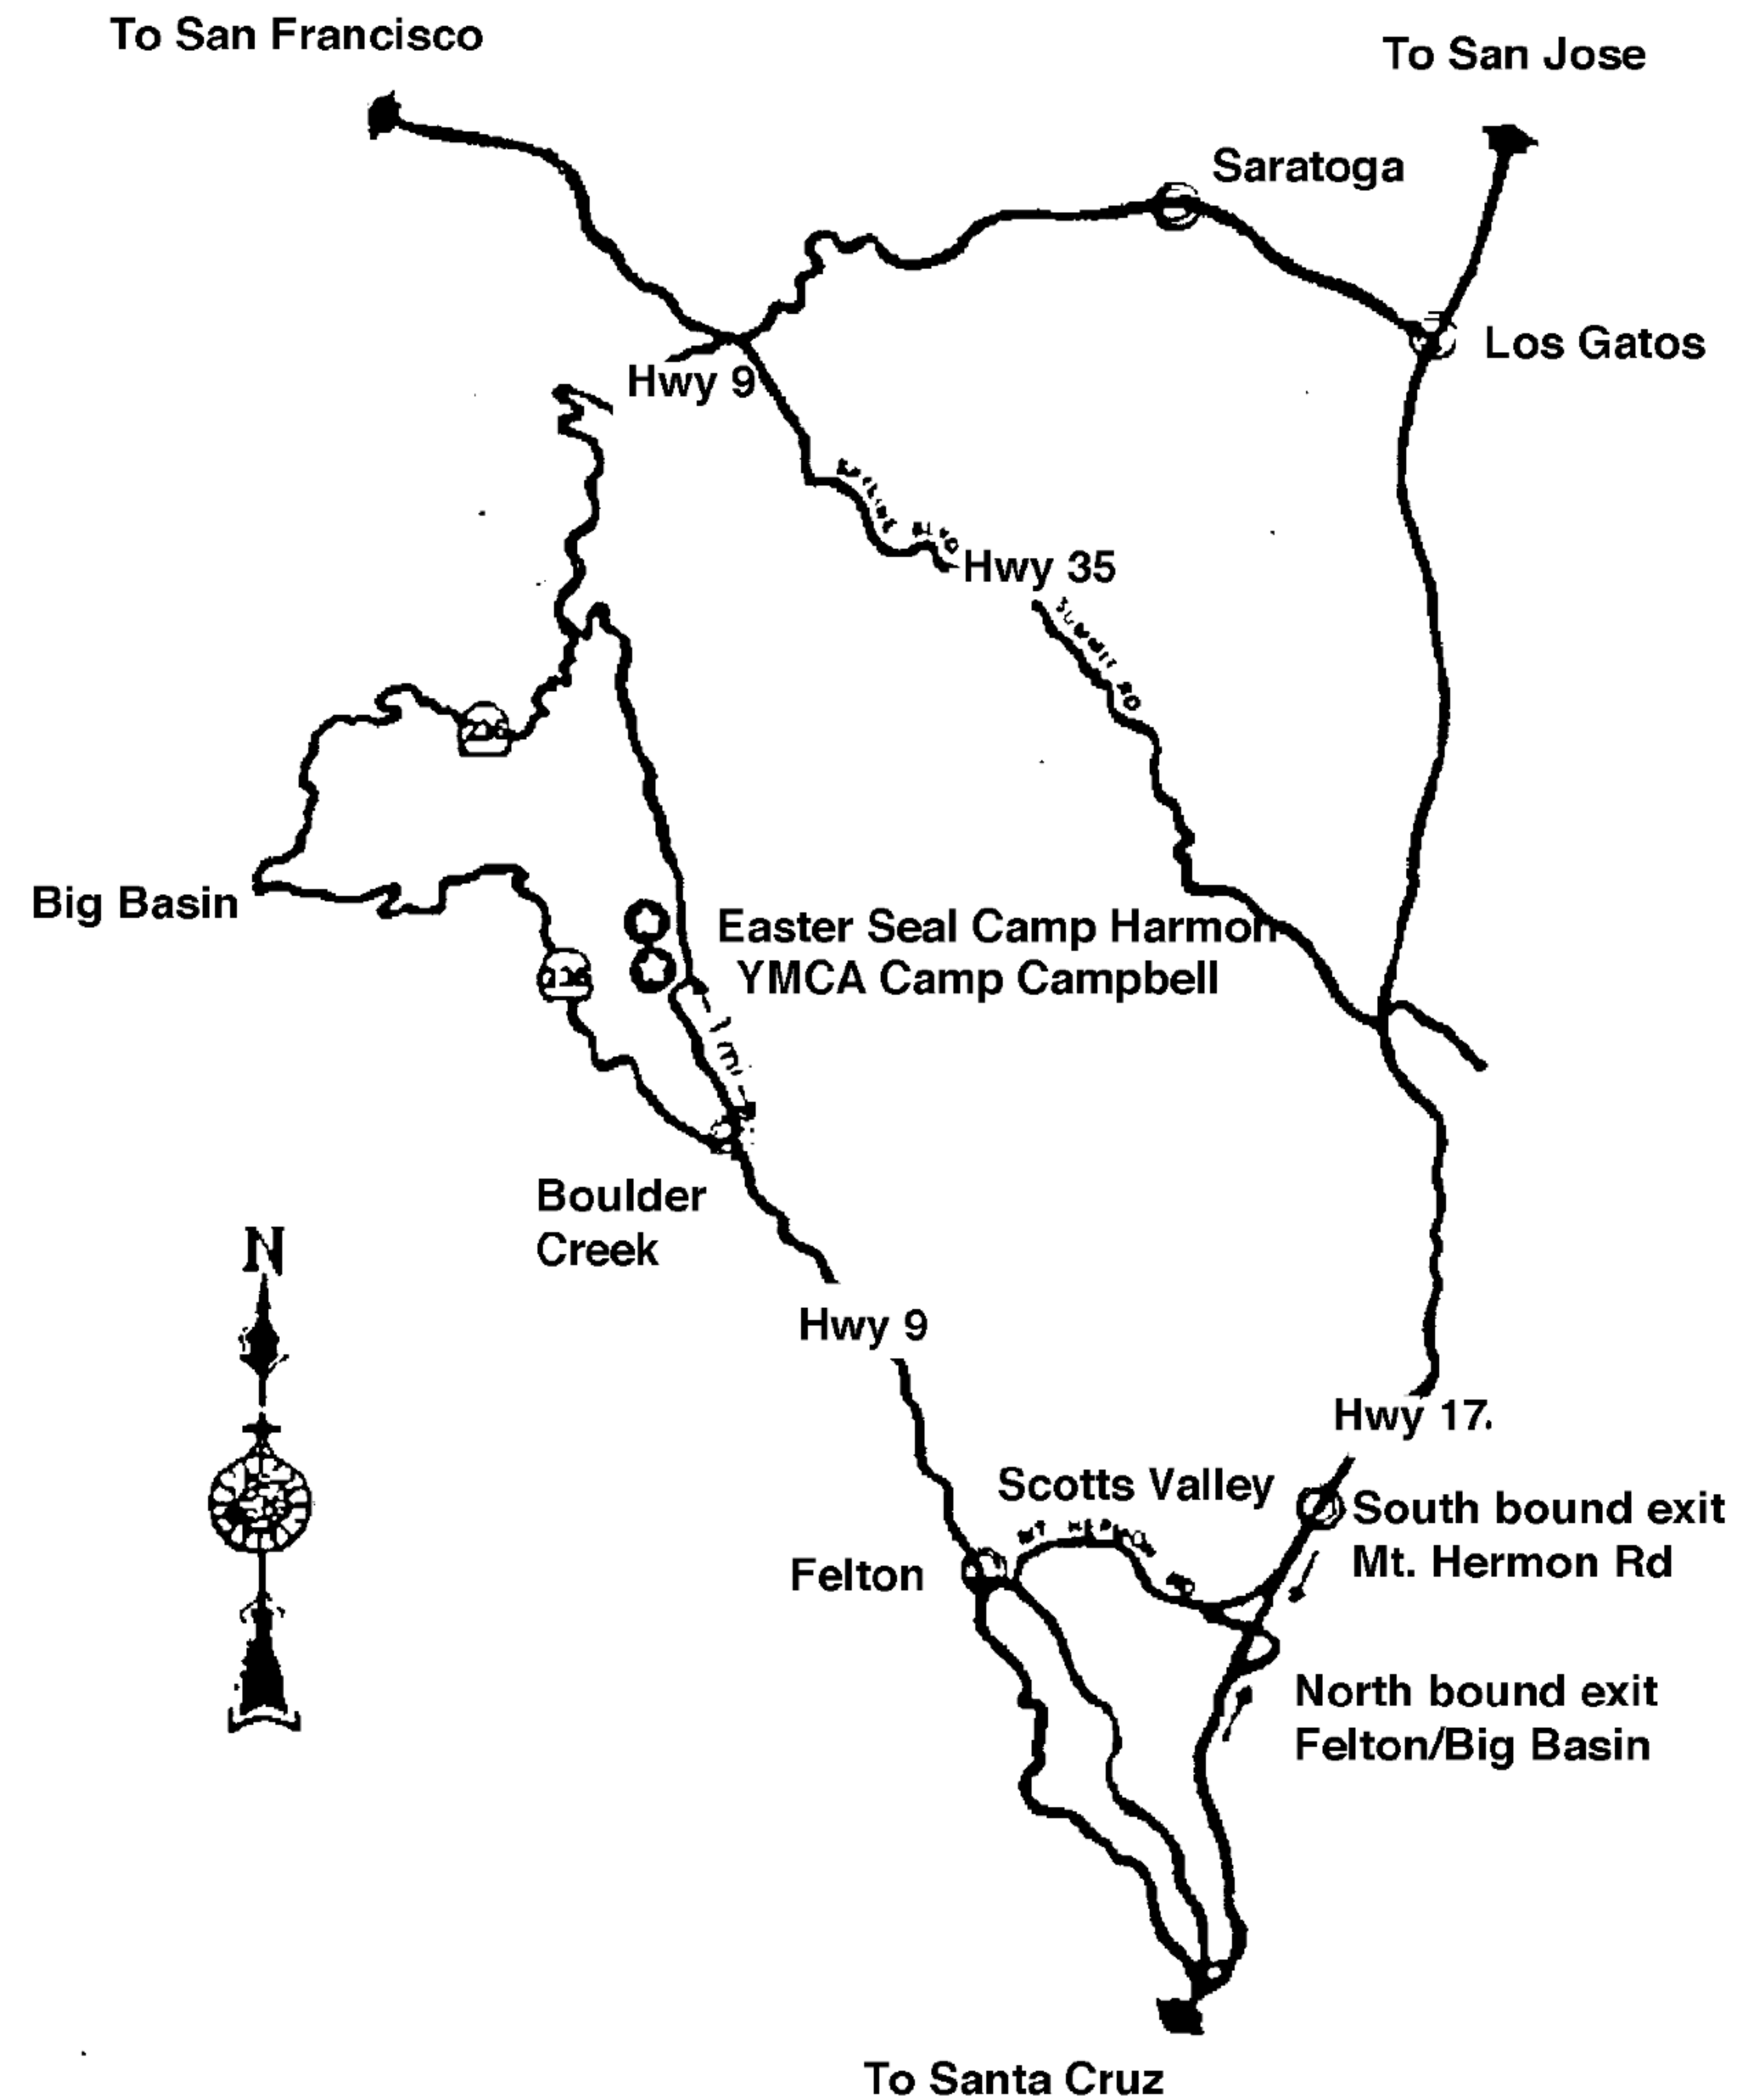 To San Francisco
To San Jose
Saratoga
Los Gatos
Hwy 9
Hwy 35
SUMMIT RD
Big Basin
Easter Seal Camp Harmon
YMCA Camp Campbell
Boulder
Creek
N
Hwy 9
Hwy 17.
Scotts Valley
South bound exit
Mt. Hermon Rd
Felton
North bound exit
Felton/Big Basin
To Santa Cruz